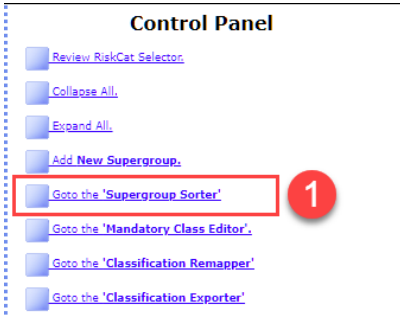 Control Panel
Review RiskCat Selector.
Collapse All.
Expand All.
Add New Supergroup.
Goto the 'Supergroup Sorter'
1
Goto the 'Mandatory Class Editor'.
Goto the 'Classification Remapper'
Goto the 'Classification Exporter'